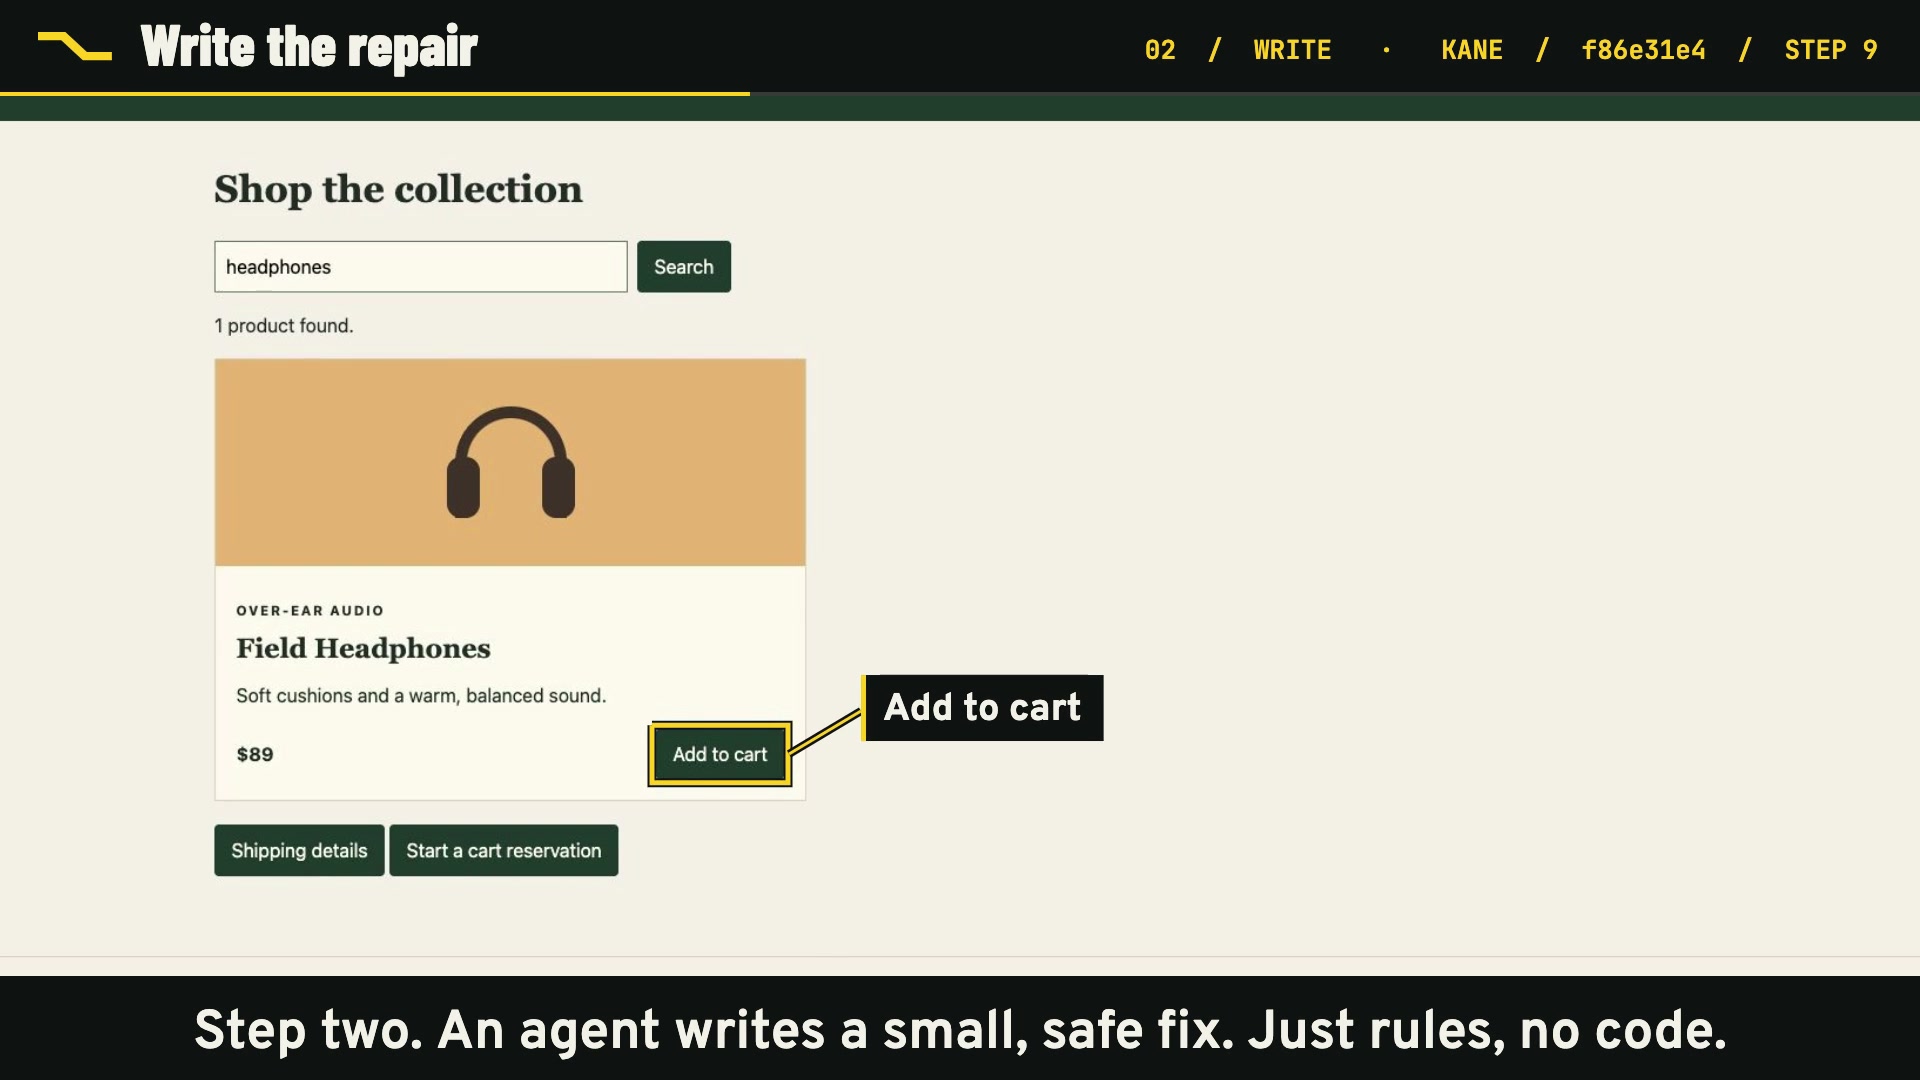 Write the repair
02 / WRITE · KANE / f86e31e4 / STEP 9
Shop the collection
headphones
Search
1 product found.
OVER-EAR AUDIO
Field Headphones
Soft cushions and a warm, balanced sound.
$89
Add to cart
Add to cart
Shipping details
Start a cart reservation
Step two. An agent writes a small, safe fix. Just rules, no code.